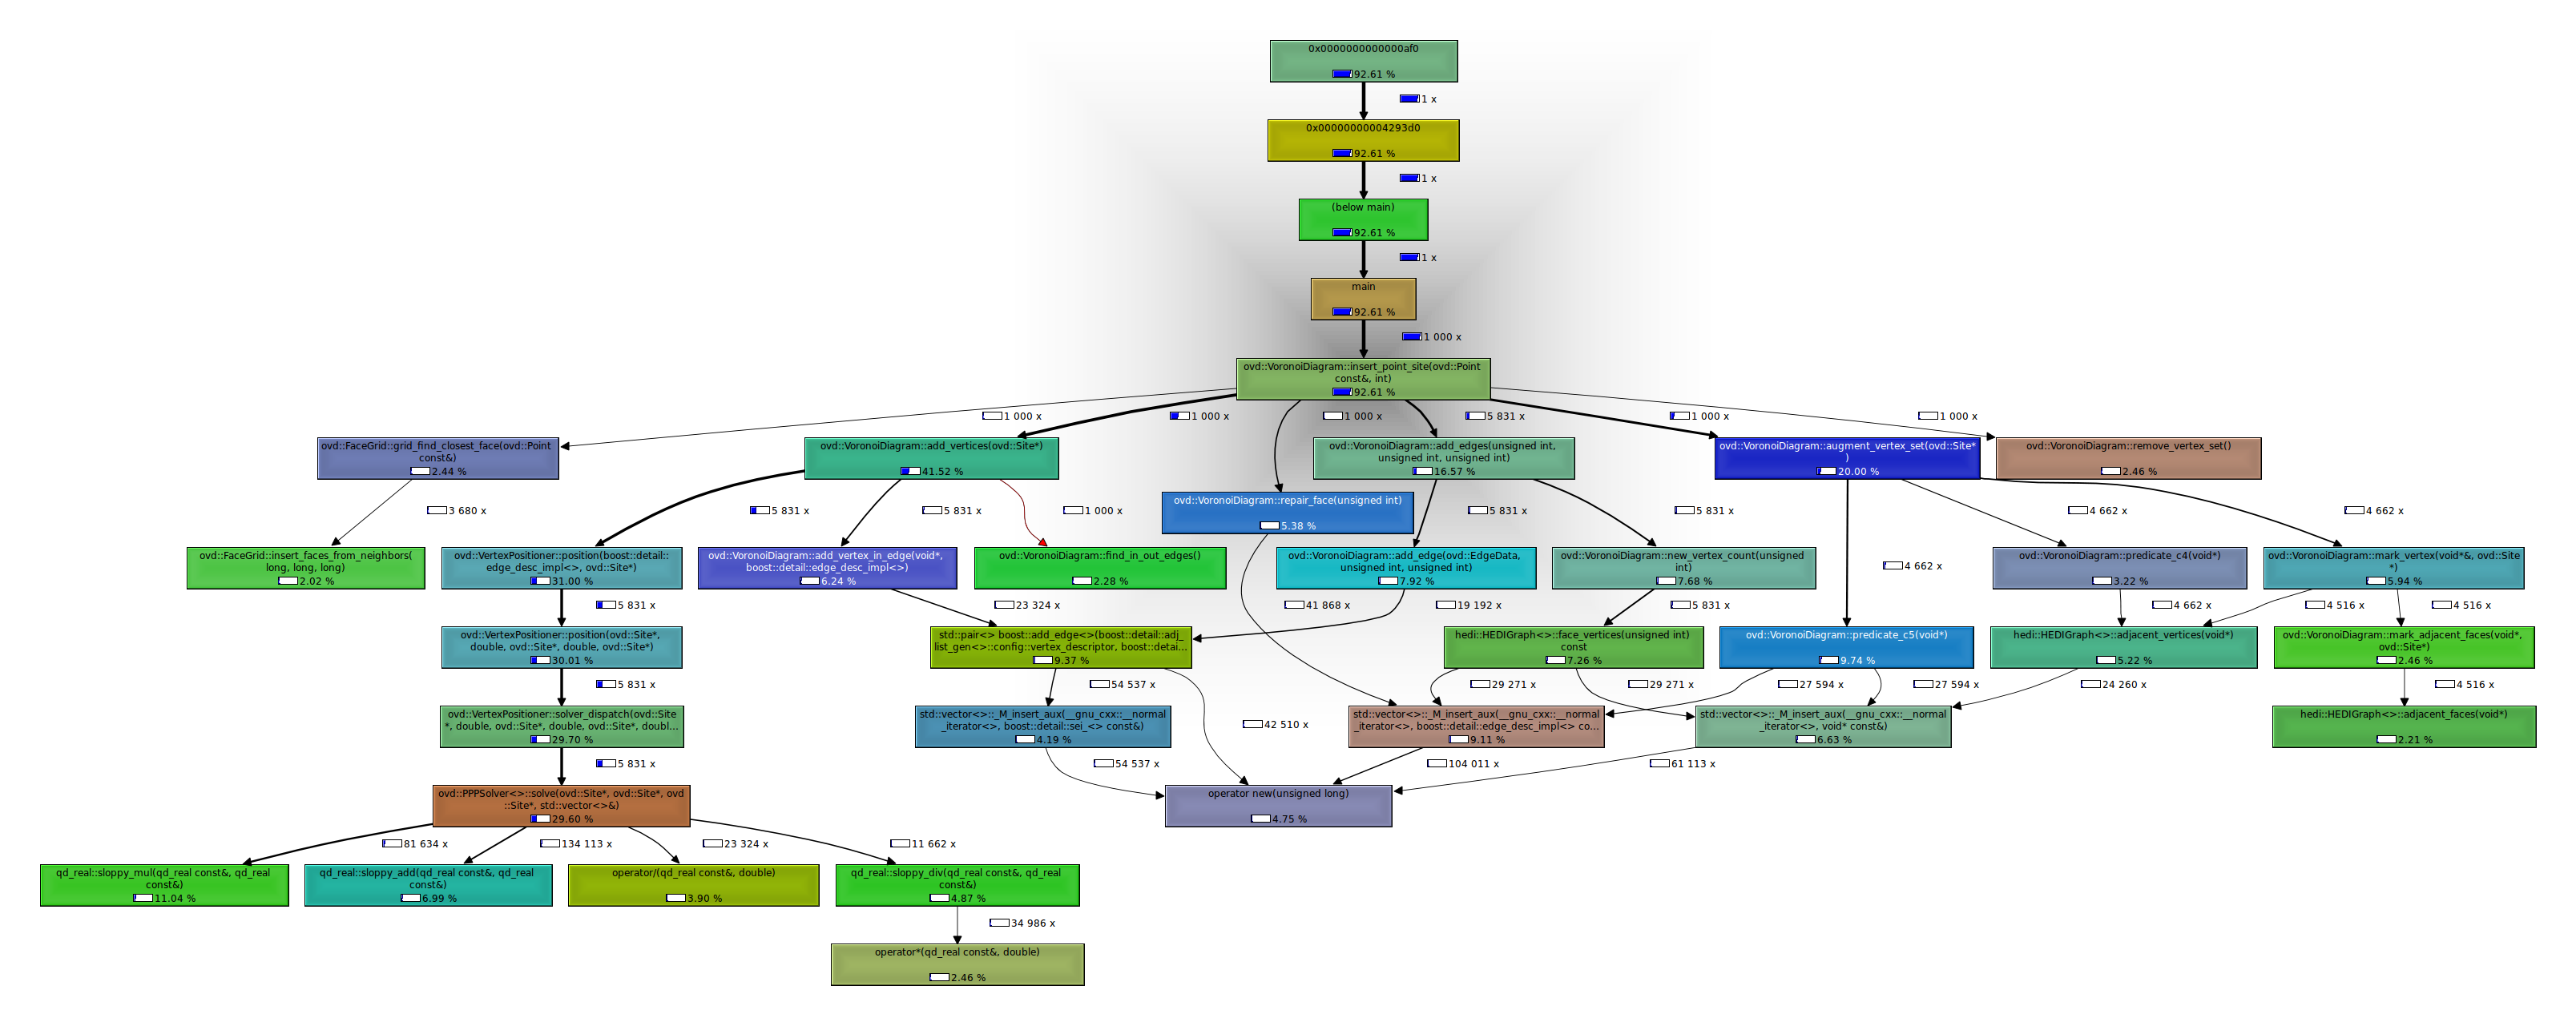 0x0000000000000af0
92.61 %
1 x
0x00000000004293d0
92.61 %
1 x
(below main)
92.61 %
1 x
main
92.61 %
1 000 x
ovd::VoronoiDiagram::insert_point_site(ovd::Point
const&, int)
92.61 %
1 000 x
1 000 x
1 000 x
5 831 x
1 000 x
1 000 x
ovd::FaceGrid::grid_find_closest_face(ovd::Point
const&)
2.44 %
ovd::VoronoiDiagram::add_vertices(ovd::Site*)
41.52 %
ovd::VoronoiDiagram::add_edges(unsigned int,
unsigned int, unsigned int)
16.57 %
ovd::VoronoiDiagram::augment_vertex_set(ovd::Site*
)
20.00 %
ovd::VoronoiDiagram::remove_vertex_set()
2.46 %
ovd::VoronoiDiagram::repair_face(unsigned int)
5.38 %
3 680 x
5 831 x
5 831 x
1 000 x
5 831 x
5 831 x
4 662 x
4 662 x
4 662 x
ovd::FaceGrid::insert_faces_from_neighbors(
long, long, long)
2.02 %
ovd::VertexPositioner::position(boost::detail::
edge_desc_impl<>, ovd::Site*)
31.00 %
ovd::VoronoiDiagram::add_vertex_in_edge(void*,
boost::detail::edge_desc_impl<>)
6.24 %
ovd::VoronoiDiagram::find_in_out_edges()
2.28 %
ovd::VoronoiDiagram::add_edge(ovd::EdgeData,
unsigned int, unsigned int)
7.92 %
ovd::VoronoiDiagram::new_vertex_count(unsigned
int)
7.68 %
ovd::VoronoiDiagram::predicate_c4(void*)
3.22 %
ovd::VoronoiDiagram::mark_vertex(void*&, ovd::Site
*)
5.94 %
5 831 x
23 324 x
41 868 x
19 192 x
5 831 x
4 662 x
4 516 x
4 516 x
ovd::VertexPositioner::position(ovd::Site*,
double, ovd::Site*, double, ovd::Site*)
30.01 %
std::pair<> boost::add_edge<>(boost::detail::adj_
list_gen<>::config::vertex_descriptor, boost::detai...
9.37 %
hedi::HEDIGraph<>::face_vertices(unsigned int)
const
7.26 %
ovd::VoronoiDiagram::predicate_c5(void*)
9.74 %
hedi::HEDIGraph<>::adjacent_vertices(void*)
5.22 %
ovd::VoronoiDiagram::mark_adjacent_faces(void*,
ovd::Site*)
2.46 %
5 831 x
54 537 x
29 271 x
29 271 x
27 594 x
27 594 x
24 260 x
4 516 x
ovd::VertexPositioner::solver_dispatch(ovd::Site
*, double, ovd::Site*, double, ovd::Site*, doubl...
29.70 %
std::vector<>::_M_insert_aux(__gnu_cxx::__normal
_iterator<>, boost::detail::sei_<> const&)
4.19 %
42 510 x
std::vector<>::_M_insert_aux(__gnu_cxx::__normal
_iterator<>, boost::detail::edge_desc_impl<> co...
9.11 %
std::vector<>::_M_insert_aux(__gnu_cxx::__normal
_iterator<>, void* const&)
6.63 %
hedi::HEDIGraph<>::adjacent_faces(void*)
2.21 %
5 831 x
54 537 x
104 011 x
61 113 x
ovd::PPPSolver<>::solve(ovd::Site*, ovd::Site*, ovd
::Site*, std::vector<>&)
29.60 %
operator new(unsigned long)
4.75 %
81 634 x
134 113 x
23 324 x
11 662 x
qd_real::sloppy_mul(qd_real const&, qd_real
const&)
11.04 %
qd_real::sloppy_add(qd_real const&, qd_real
const&)
6.99 %
operator/(qd_real const&, double)
3.90 %
qd_real::sloppy_div(qd_real const&, qd_real
const&)
4.87 %
34 986 x
operator*(qd_real const&, double)
2.46 %